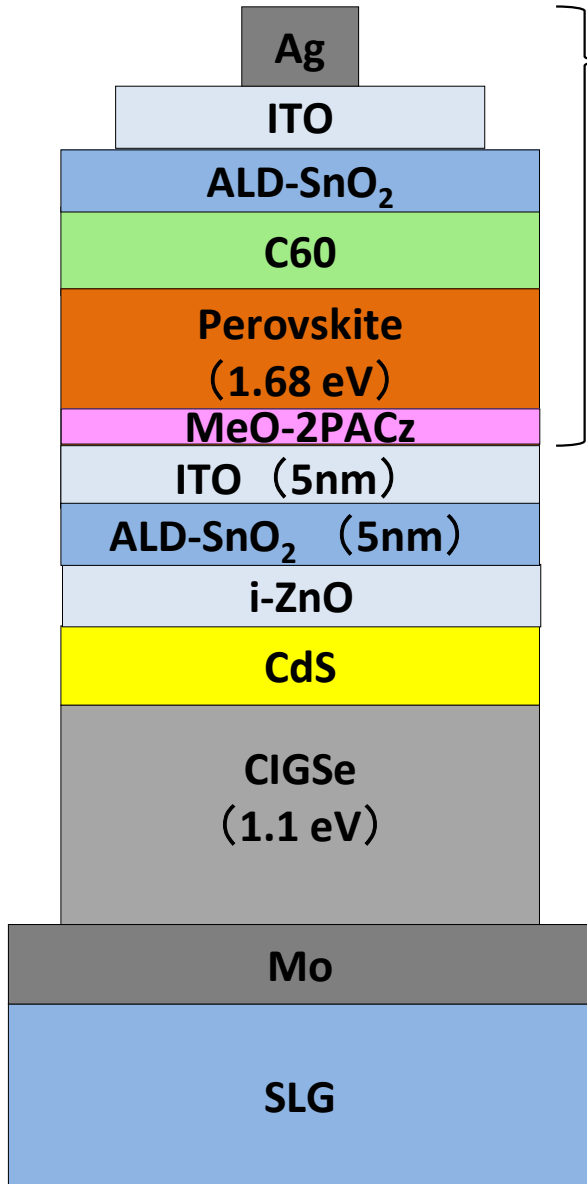 Ag
ITO
ALD-SnO₂
C60
Perovskite
（1.68 eV）
MeO-2PACz
ITO（5nm）
ALD-SnO₂ （5nm）
i-ZnO
CdS
CIGSe
（1.1 eV）
Mo
SLG